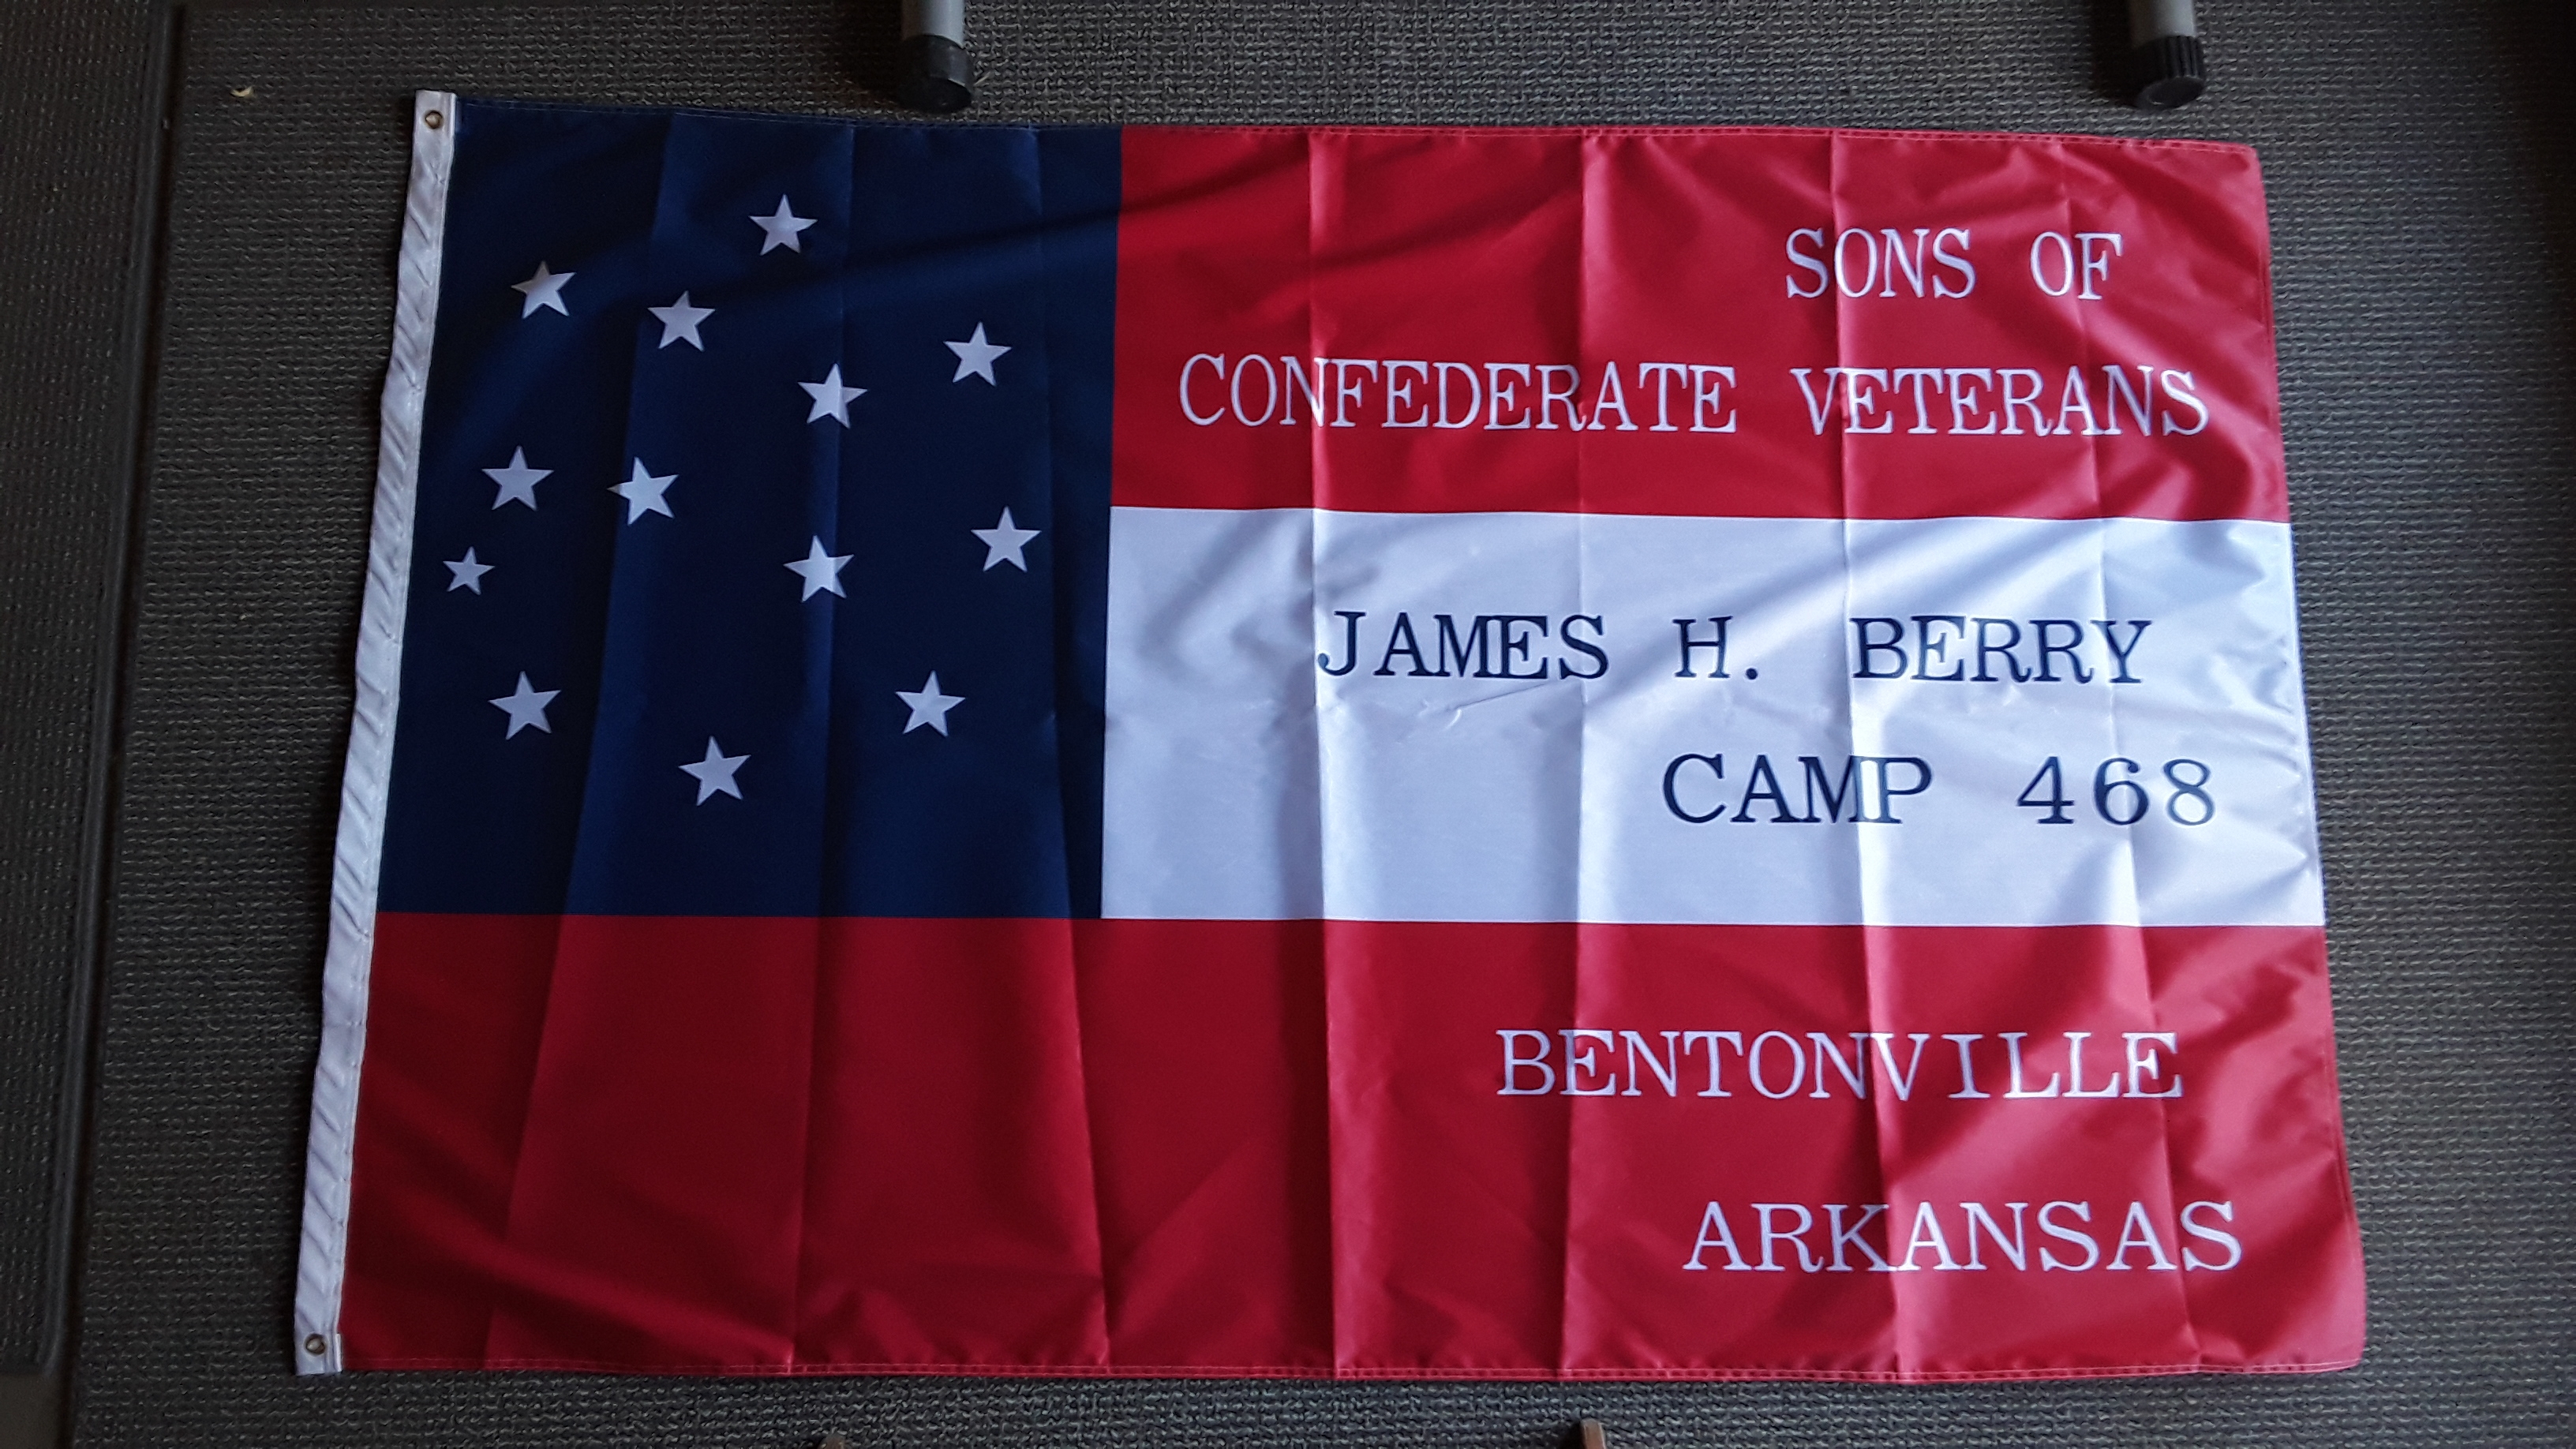 SONS OF
CONFEDERATE VETERANS
JAMES H. BERRY
CAMP 468
BENTONVILLE
ARKANSAS